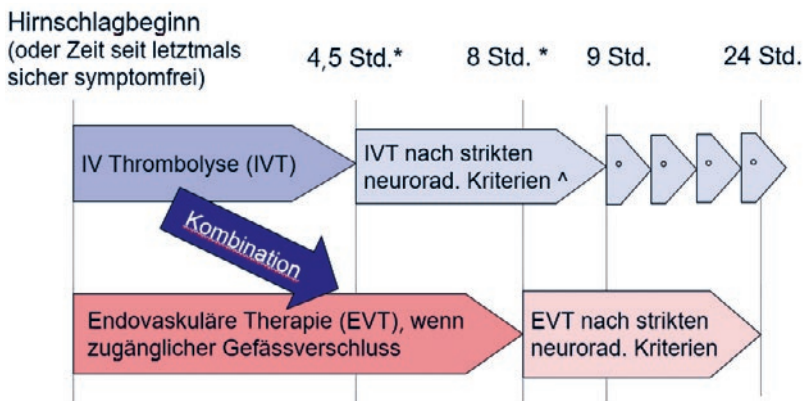 Hirnschlagbeginn
(oder Zeit seit letztmals
sicher symptomfrei)
4,5 Std.*
8 Std. *
9 Std.
24 Std.
IV Thrombolyse (IVT)
IVT nach strikten
neurorad. Kriterien ^
° ° ° °
Kombination
Endovaskuläre Therapie (EVT), wenn
zugänglicher Gefässverschluss
EVT nach strikten
neurorad. Kriterien